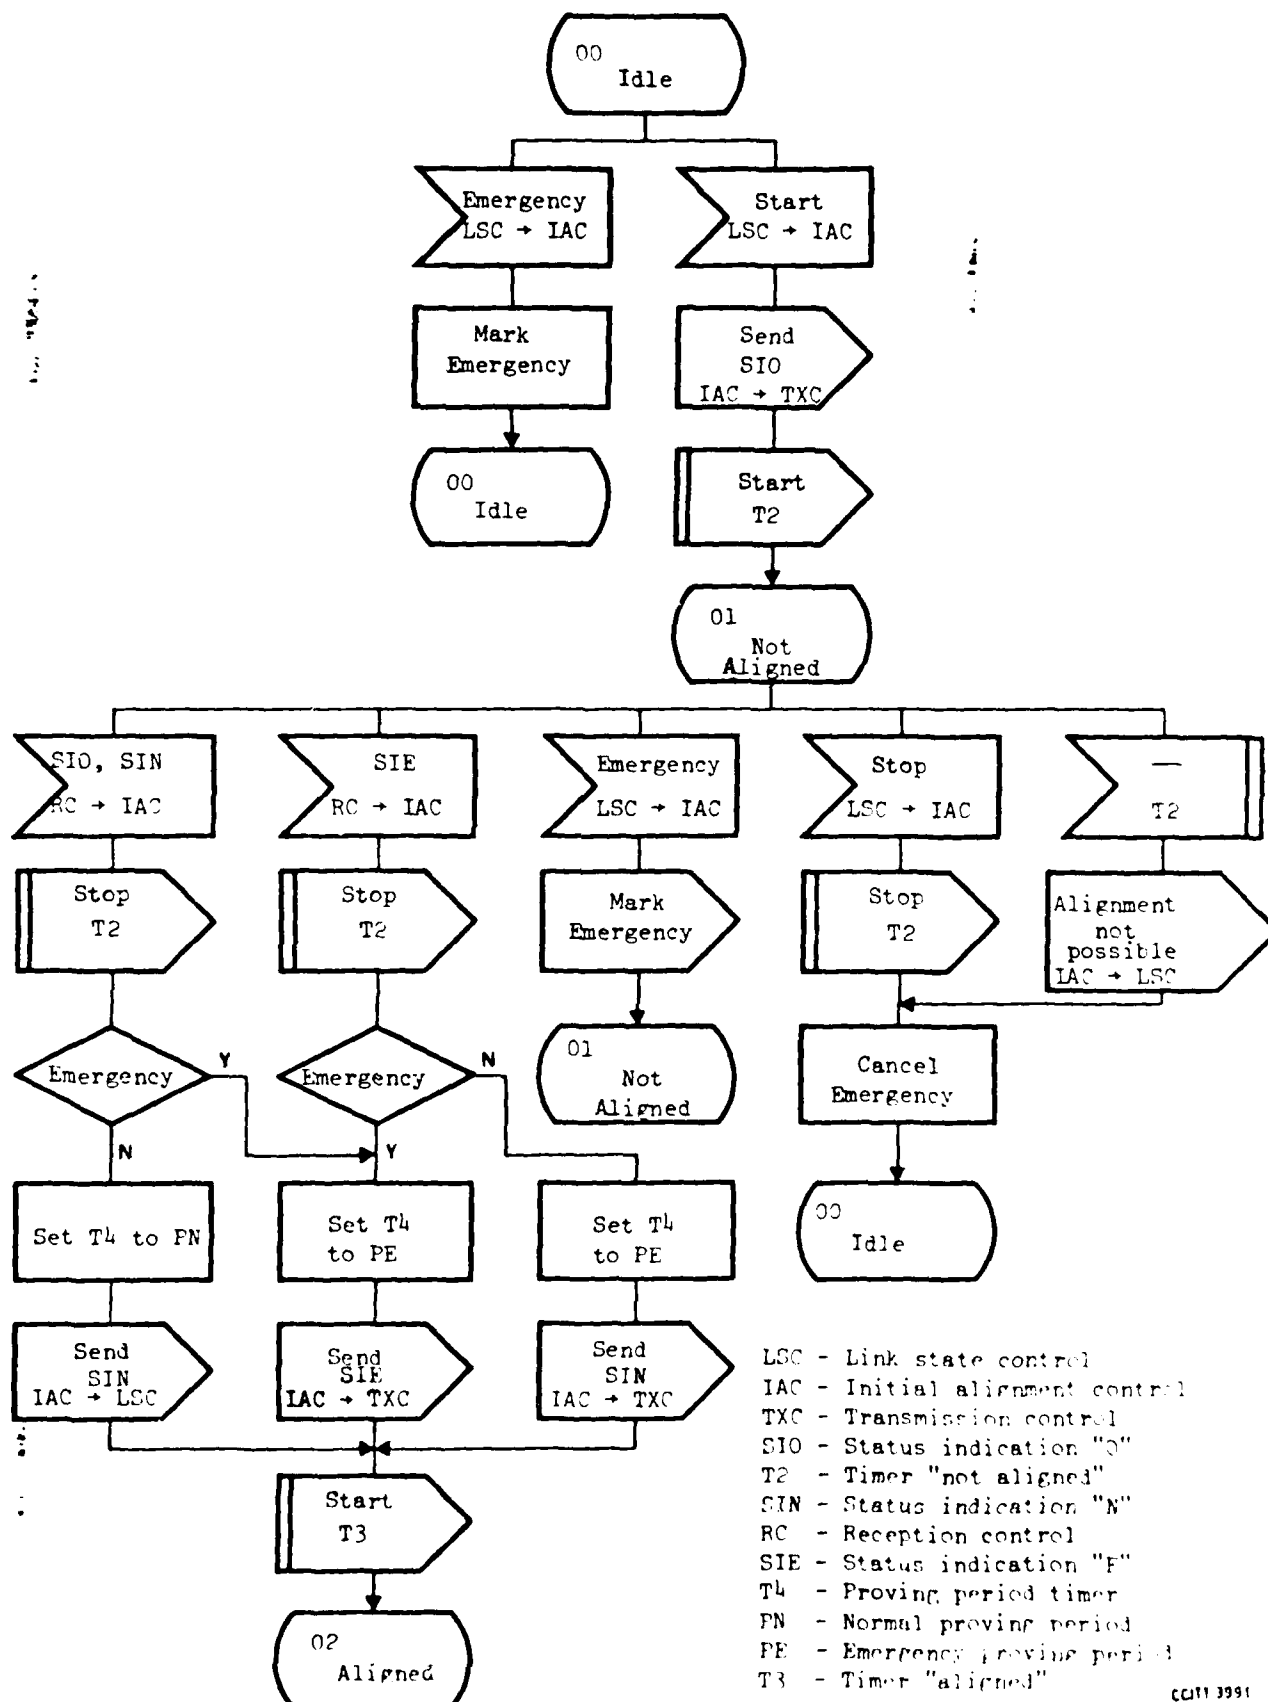 00
Idle
Emergency
LSC → IAC
Start
LSC → IAC
Mark
Emergency
Send
SIO
IAC → TXC
00
Idle
Start
T2
01
Not
Aligned
SIO, SIN
RC → IAC
SIE
RC → IAC
Emergency
LSC → IAC
Stop
LSC → IAC
T2
Stop
T2
Stop
T2
Mark
Emergency
Stop
T2
Alignment
not
possible
IAC → LSC
Emergency
Y
N
Emergency
N
Y
01
Not
Aligned
Cancel
Emergency
Set T4 to PN
Set T4
to PE
Set T4
to PE
00
Idle
Send
SIN
IAC → LSC
Send
SIE
IAC → TXC
Send
SIN
IAC → TXC
Start
T3
02
Aligned
LSC - Link state control
IAC - Initial alignment control
TXC - Transmission control
SIO - Status indication "O"
T2 - Timer "not aligned"
SIN - Status indication "N"
RC - Reception control
SIE - Status indication "E"
T4 - Proving period timer
PN - Normal proving period
PE - Emergency proving period
T3 - Timer "aligned"
CCITT 3991